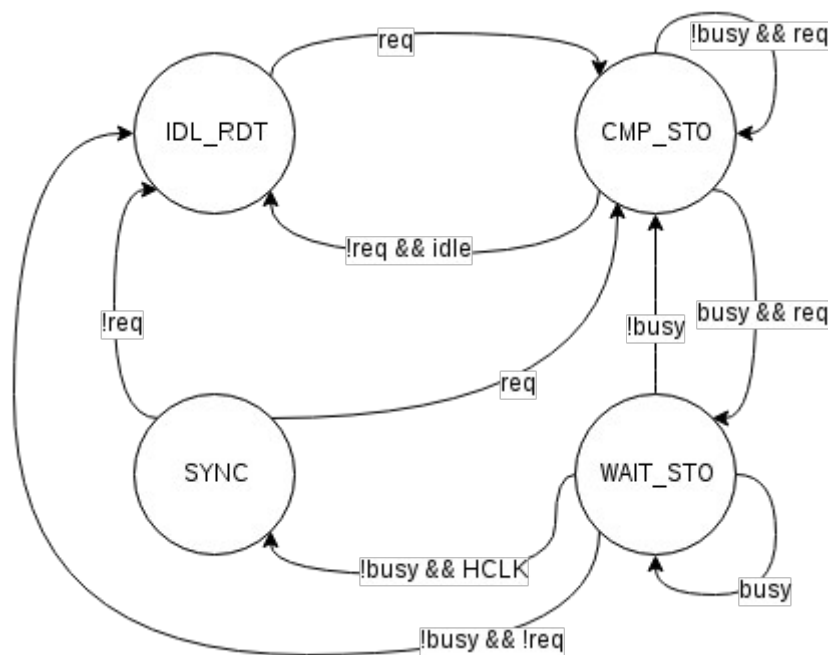 req
!busy && req
IDL_RDT
CMP_STO
!req && idle
!req
!busy
busy && req
req
SYNC
WAIT_STO
!busy && HCLK
busy
!busy && !req